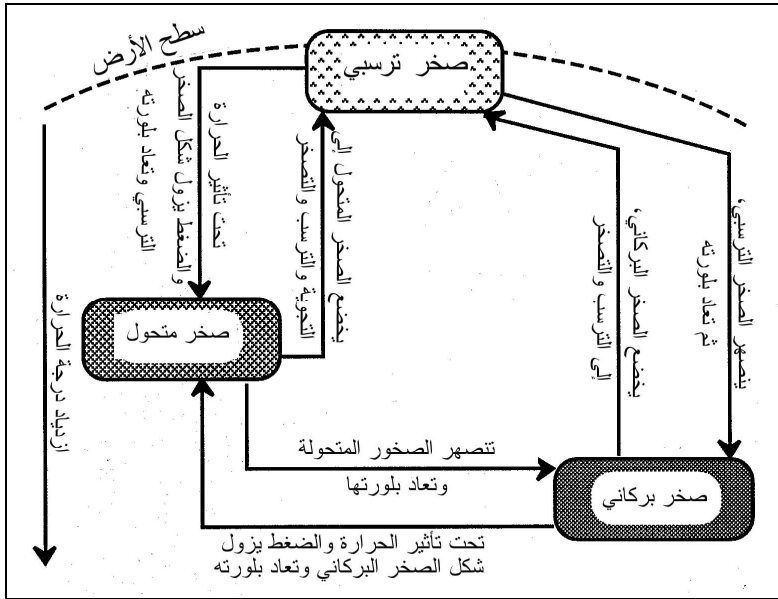 سطح الأرض
صخر ترسبي
تحت تأثير الحرارة
والضغط يزول شكل الصخر
الترسبي وتعاد بلورته
يخضع الصخر المتحول إلى
التجوية والترسب والتصخر
يخضع الصخر البركاني،
إلى الترسب والتصخر
ينصهر الصخر الترسبي،
ثم تعاد بلورته
ازدياد درجة الحرارة
صخر متحول
تنصهر الصخور المتحولة
وتعاد بلورتها
صخر بركاني
تحت تأثير الحرارة والضغط يزول
شكل الصخر البركاني وتعاد بلورته